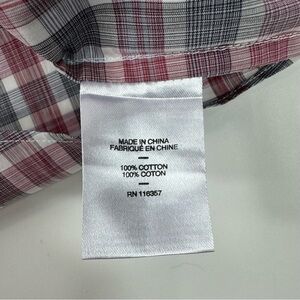 MADE IN CHINA
FABRIQUÉ EN CHINE
100% COTTON
100% COTON
RN 116357